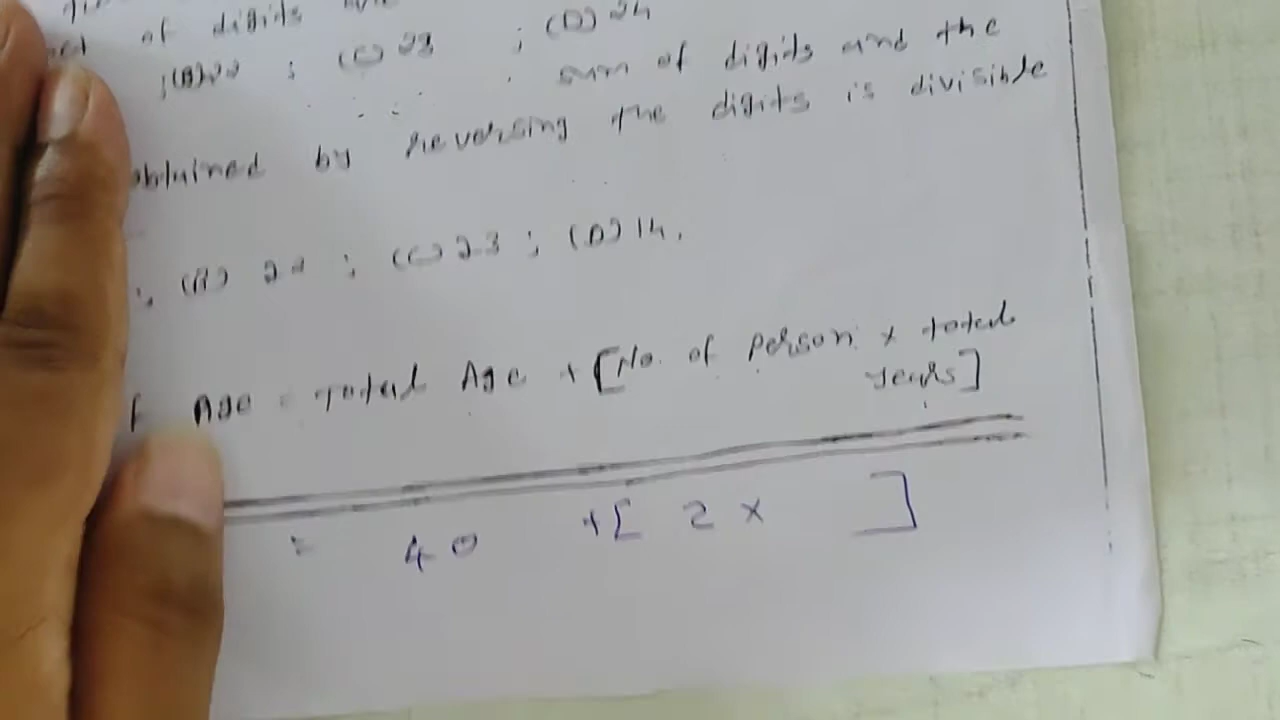 of digits
; (B) 22 ; (C) 23 ; (D) 24
sum of digits and the
obtained by reversing the digits is divisible
; (B) 22 ; (C) 23 ; (D) 14.
f Age = Total Age + [No. of person × total
years]
= 40 + [ 2 × ]